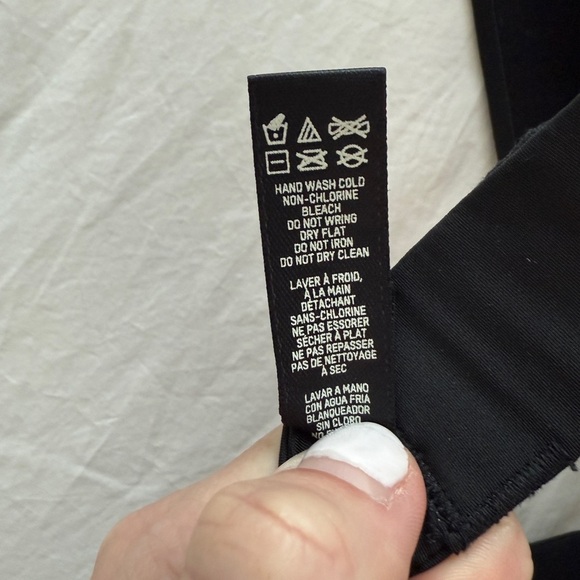 HAND WASH COLD
NON-CHLORINE
BLEACH
DO NOT WRING
DRY FLAT
DO NOT IRON
DO NOT DRY CLEAN
LAVER À FROID,
À LA MAIN
DÉTACHANT
SANS-CHLORINE
NE PAS ESSORER
SÉCHER À PLAT
NE PAS REPASSER
PAS DE NETTOYAGE
À SEC
LAVAR A MANO
CON AGUA FRIA
BLANQUEADOR
SIN CLORO
NO